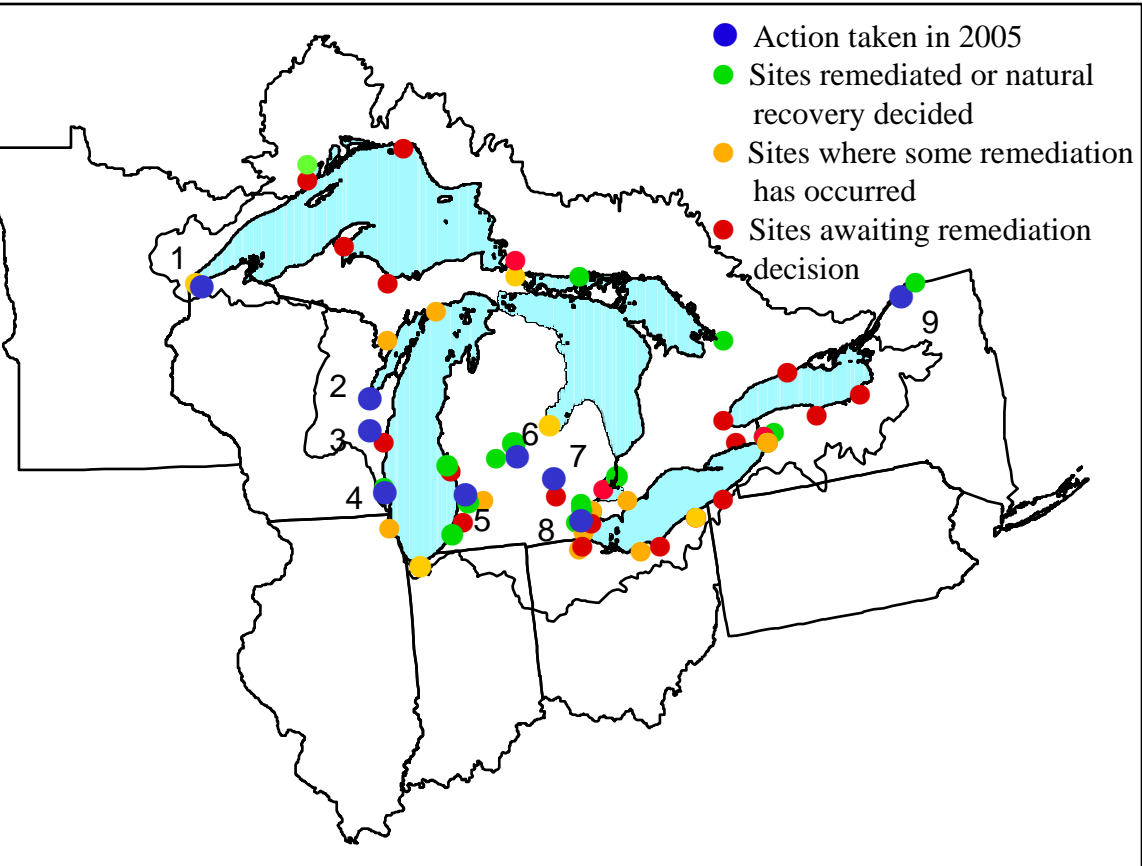 Action taken in 2005
Sites remediated or natural
recovery decided
Sites where some remediation
has occurred
Sites awaiting remediation
decision
1
2
3
4
5
6
7
8
9